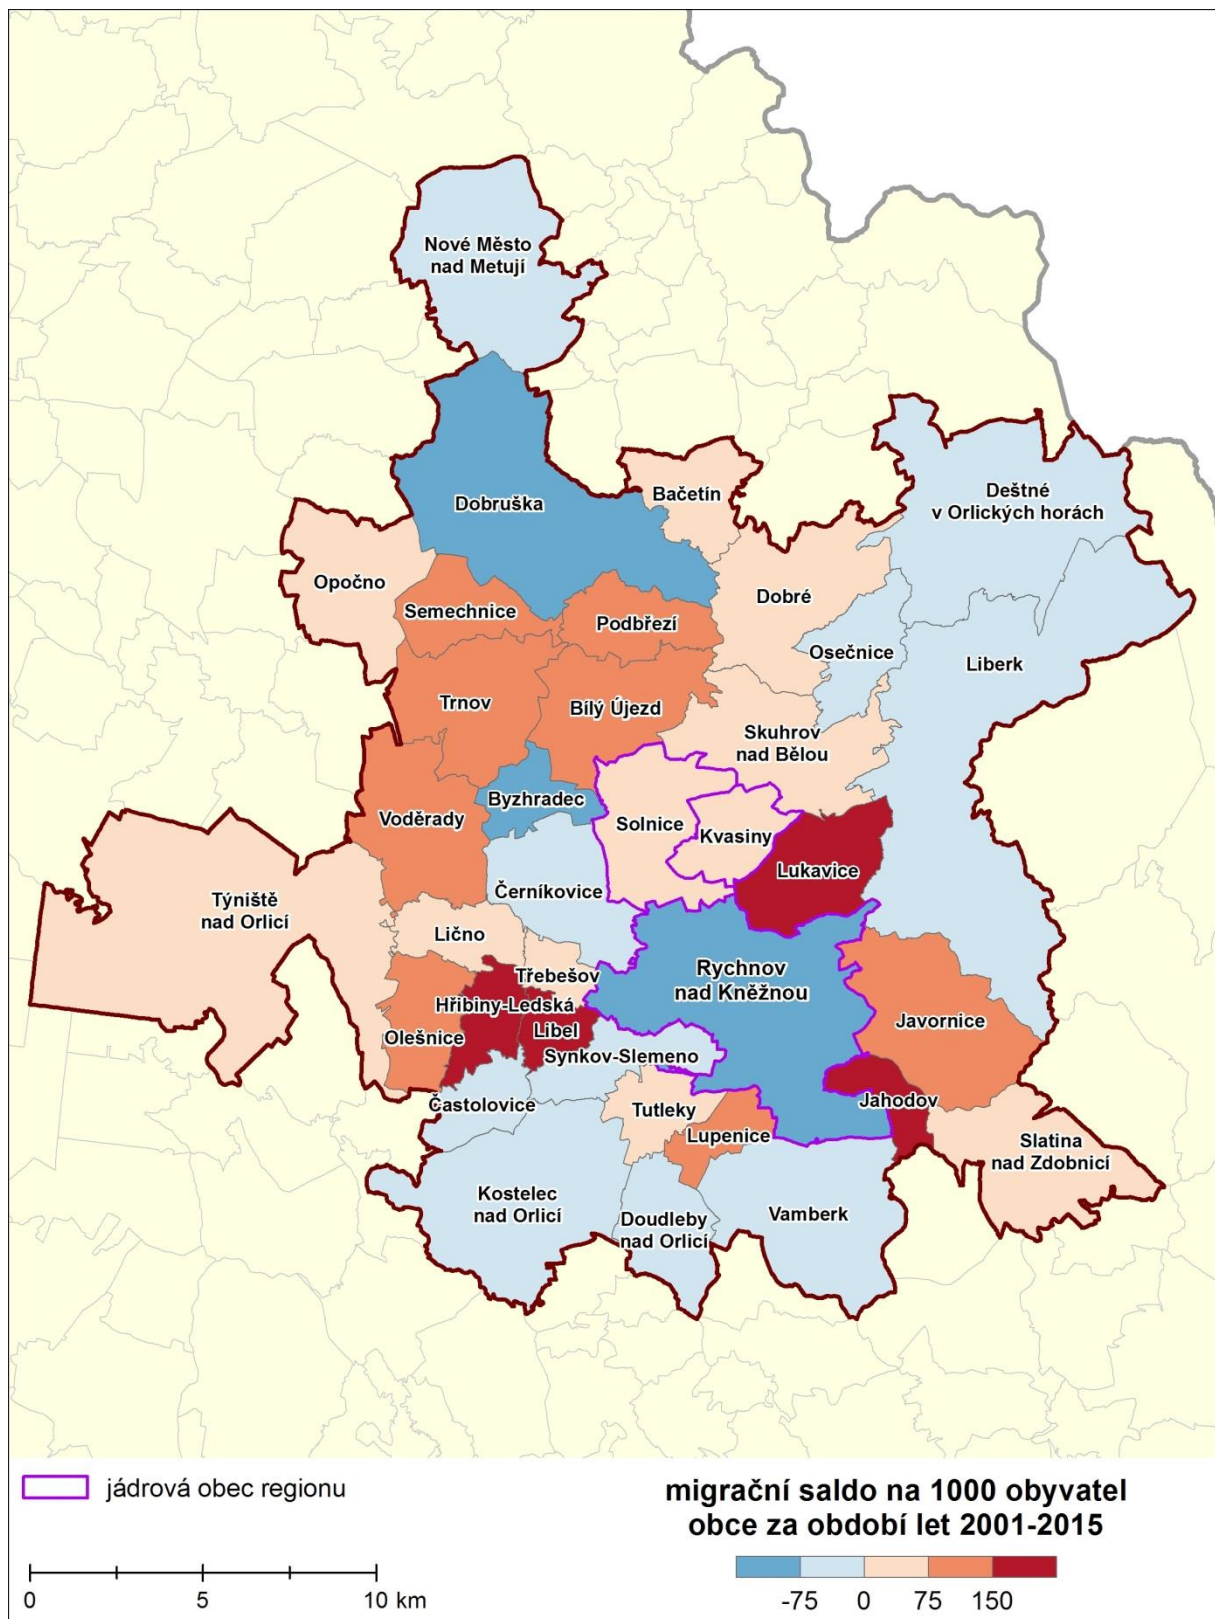 Nové Město
nad Metují
Dobruška
Bačetín
Deštné
v Orlických horách
Opočno
Semechnice
Podbřezí
Dobré
Osečnice
Liberk
Trnov
Bílý Újezd
Skuhrov
nad Bělou
Byzhradec
Voděrady
Solnice
Kvasiny
Lukavice
Týniště
nad Orlicí
Černíkovice
Lično
Třebešov
Rychnov
nad Kněžnou
Hřibiny-Ledská
Olešnice
Libel
Javornice
Synkov-Slemeno
Častolovice
Tutleky
Jahodov
Lupenice
Slatina
nad Zdobnicí
Kostelec
nad Orlicí
Doudleby
nad Orlicí
Vamberk
jádrová obec regionu
migrační saldo na 1000 obyvatel
obce za období let 2001-2015
0 5 10 km
-75 0 75 150